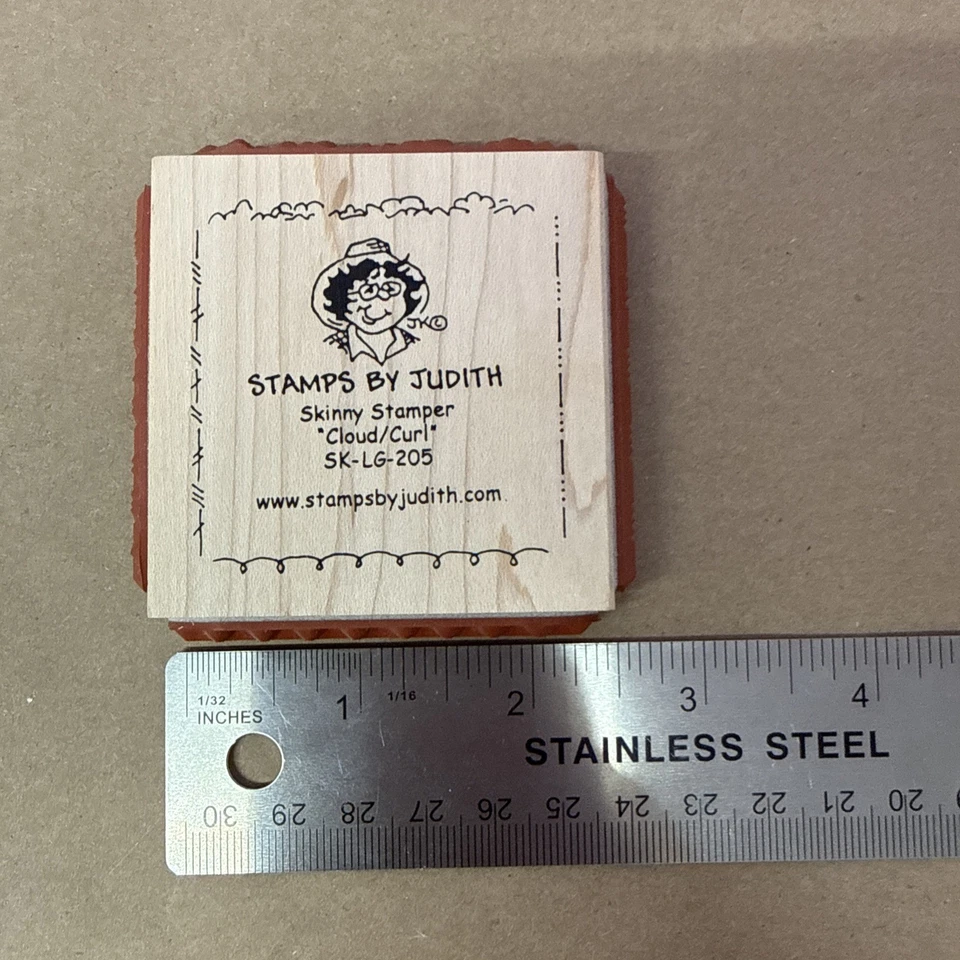 JK©
STAMPS BY JUDITH
Skinny Stamper
"Cloud/Curl"
SK-LG-205
www.stampsbyjudith.com
1/32 1 1/16 2 3 4
INCHES
STAINLESS STEEL
30 29 28 27 26 25 24 23 22 21 20